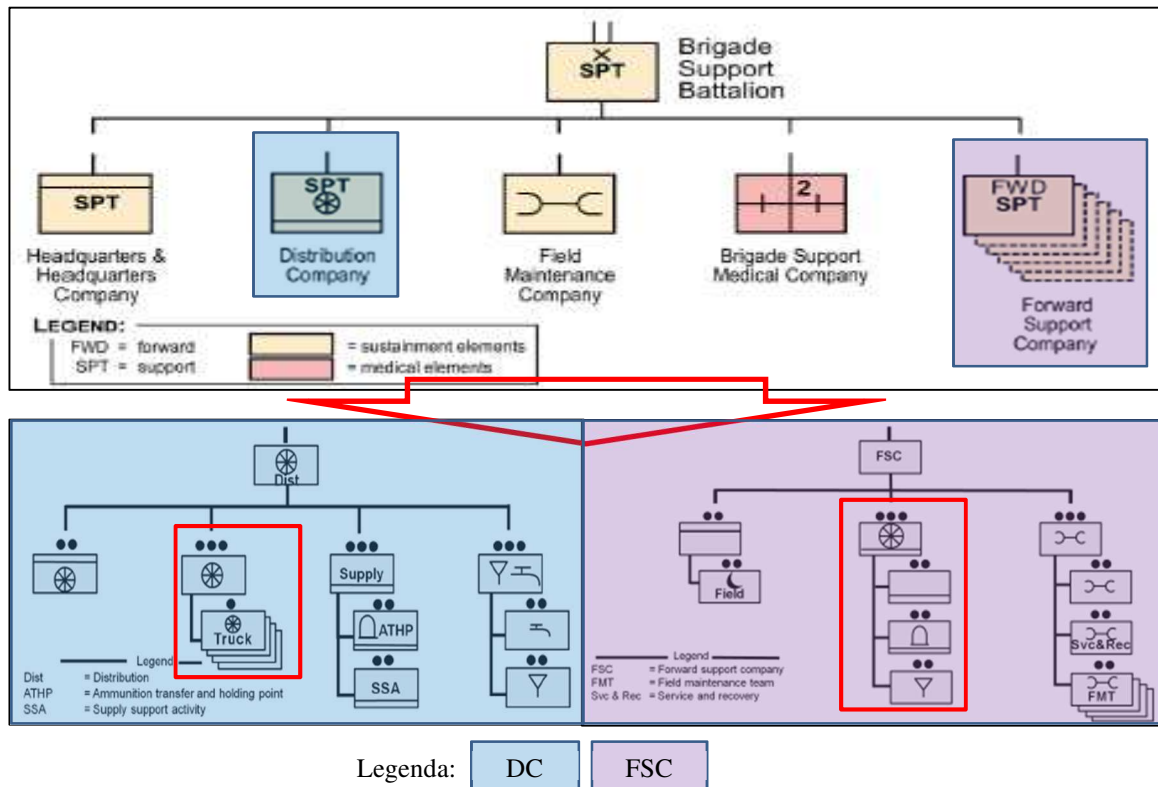 SPT
Brigade
Support
Battalion
SPT
Headquarters &
Headquarters
Company
SPT
Distribution
Company
Field
Maintenance
Company
2
Brigade Support
Medical Company
FWD
SPT
Forward
Support
Company
LEGEND:
FWD = forward
= sustainment elements
SPT = support
= medical elements
Dist
Truck
Supply
ATHP
SSA
Legend
Dist = Distribution
ATHP = Ammunition transfer and holding point
SSA = Supply support activity
FSC
Field
Svc&Rec
FMT
Legend
FSC = Forward support company
FMT = Field maintenance team
Svc & Rec = Service and recovery
Legenda:
DC
FSC